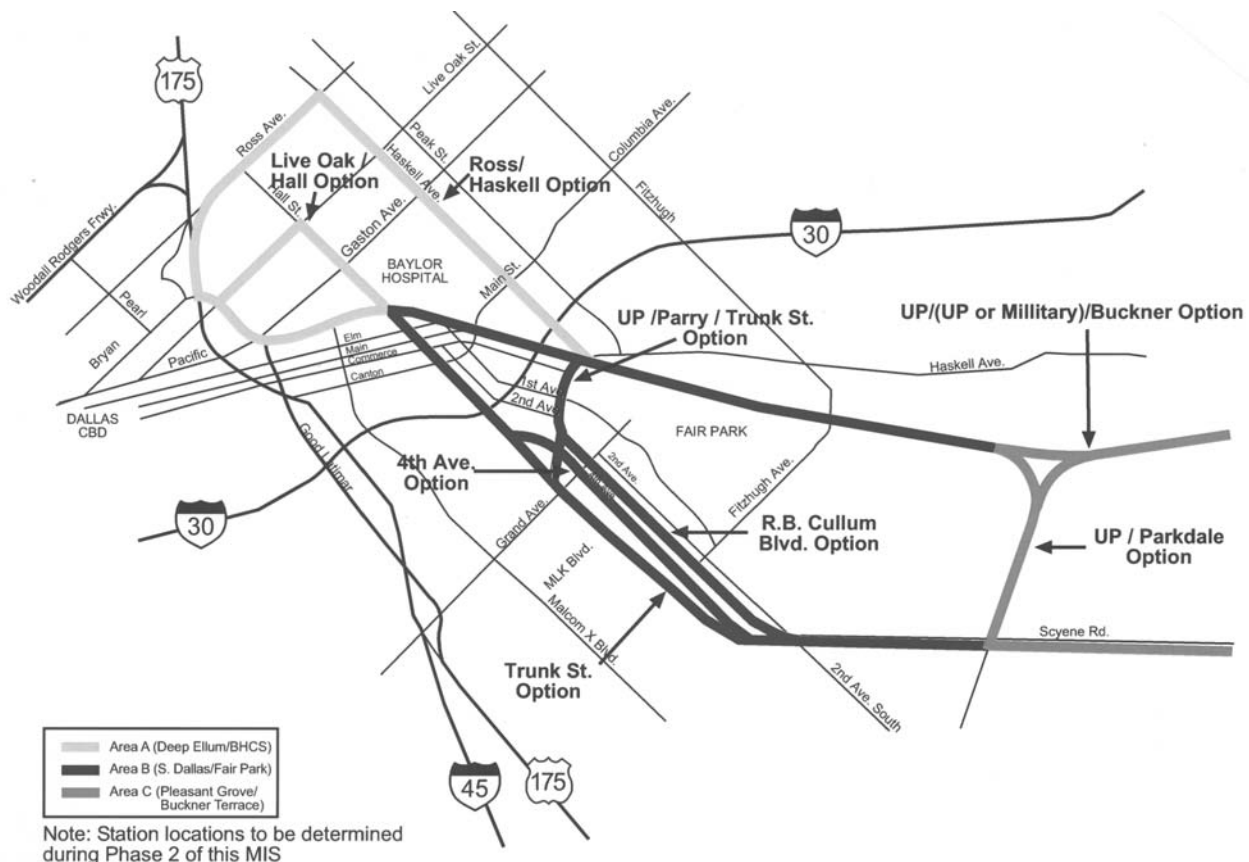 175
Live Oak St.
Ross Ave.
Peak St.
Columbia Ave.
Live Oak /
Hall Option
Haskell Ave.
Ross/
Haskell Option
Hall St.
Fitzhugh
Gaston Ave.
30
Woodall Rodgers Frwy.
BAYLOR
HOSPITAL
Main St.
Pearl
UP /Parry / Trunk St.
Option
UP/(UP or Millitary)/Buckner Option
Bryan
Pacific
Elm
Main
Commerce
Canton
Haskell Ave.
1st Ave
2nd Ave
DALLAS
CBD
FAIR PARK
Good Latimar
4th Ave.
Option
2nd Ave.
Fitzhugh Ave.
30
Grand Ave.
R.B. Cullum
Blvd. Option
UP / Parkdale
Option
MLK Blvd.
Malcom X Blvd.
Scyene Rd.
Trunk St.
Option
2nd Ave. South
Area A (Deep Ellum/BHCS)
Area B (S. Dallas/Fair Park)
Area C (Pleasant Grove/
Buckner Terrace)
45
175
Note: Station locations to be determined
during Phase 2 of this MIS